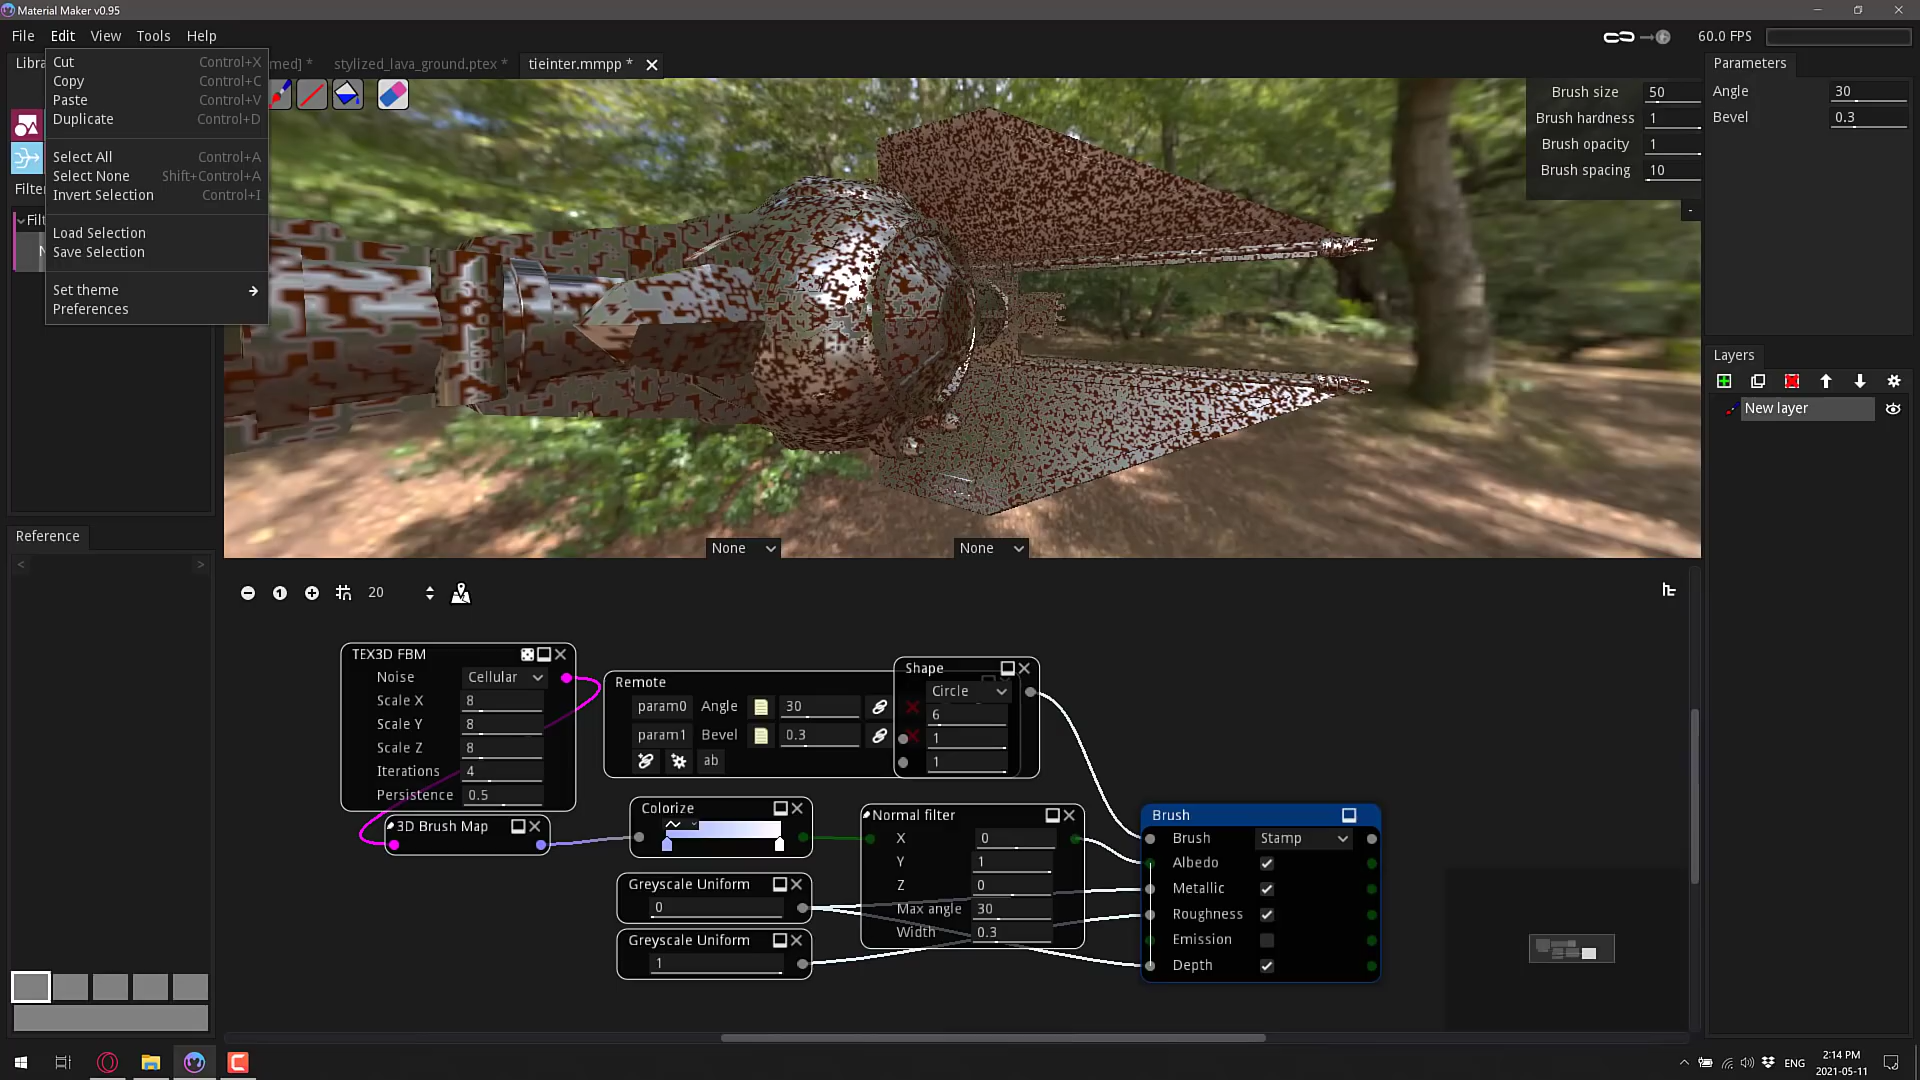 Material Maker v0.95
File Edit View Tools Help
60.0 FPS
Libra
med] *
stylized_lava_ground.ptex *
tieinter.mmpp *
Cut Control+X
Copy Control+C
Paste Control+V
Duplicate Control+D
Select All Control+A
Select None Shift+Control+A
Invert Selection Control+I
Load Selection
Save Selection
Set theme
Preferences
Filter
Filt
N
Brush size 50
Brush hardness 1
Brush opacity 1
Brush spacing 10
-
Parameters
Angle 30
Bevel 0.3
Layers
New layer
None
None
Reference
< >
20
TEX3D FBM
Noise Cellular
Scale X 8
Scale Y 8
Scale Z 8
Iterations 4
Persistence 0.5
3D Brush Map
Remote
param0 Angle 30
param1 Bevel 0.3
ab
Shape
Circle
6
1
1
Colorize
Greyscale Uniform
0
Greyscale Uniform
1
Normal filter
X 0
Y 1
Z 0
Max angle 30
Width 0.3
Brush
Brush Stamp
Albedo
Metallic
Roughness
Emission
Depth
ENG
2:14 PM
2021-05-11